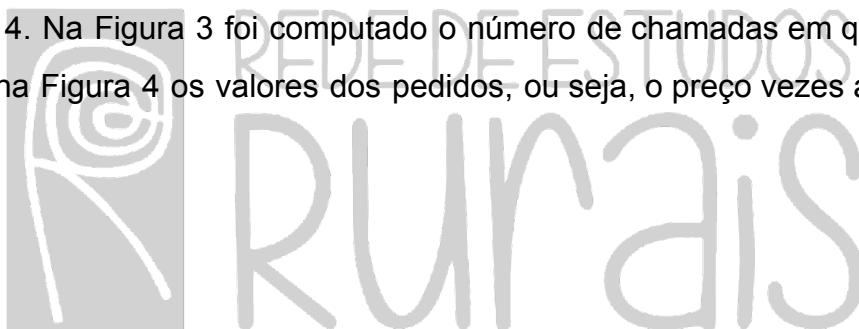 4. Na Figura 3 foi computado o número de chamadas em q
na Figura 4 os valores dos pedidos, ou seja, o preço vezes a
REDE DE ESTUDOS
Rurais